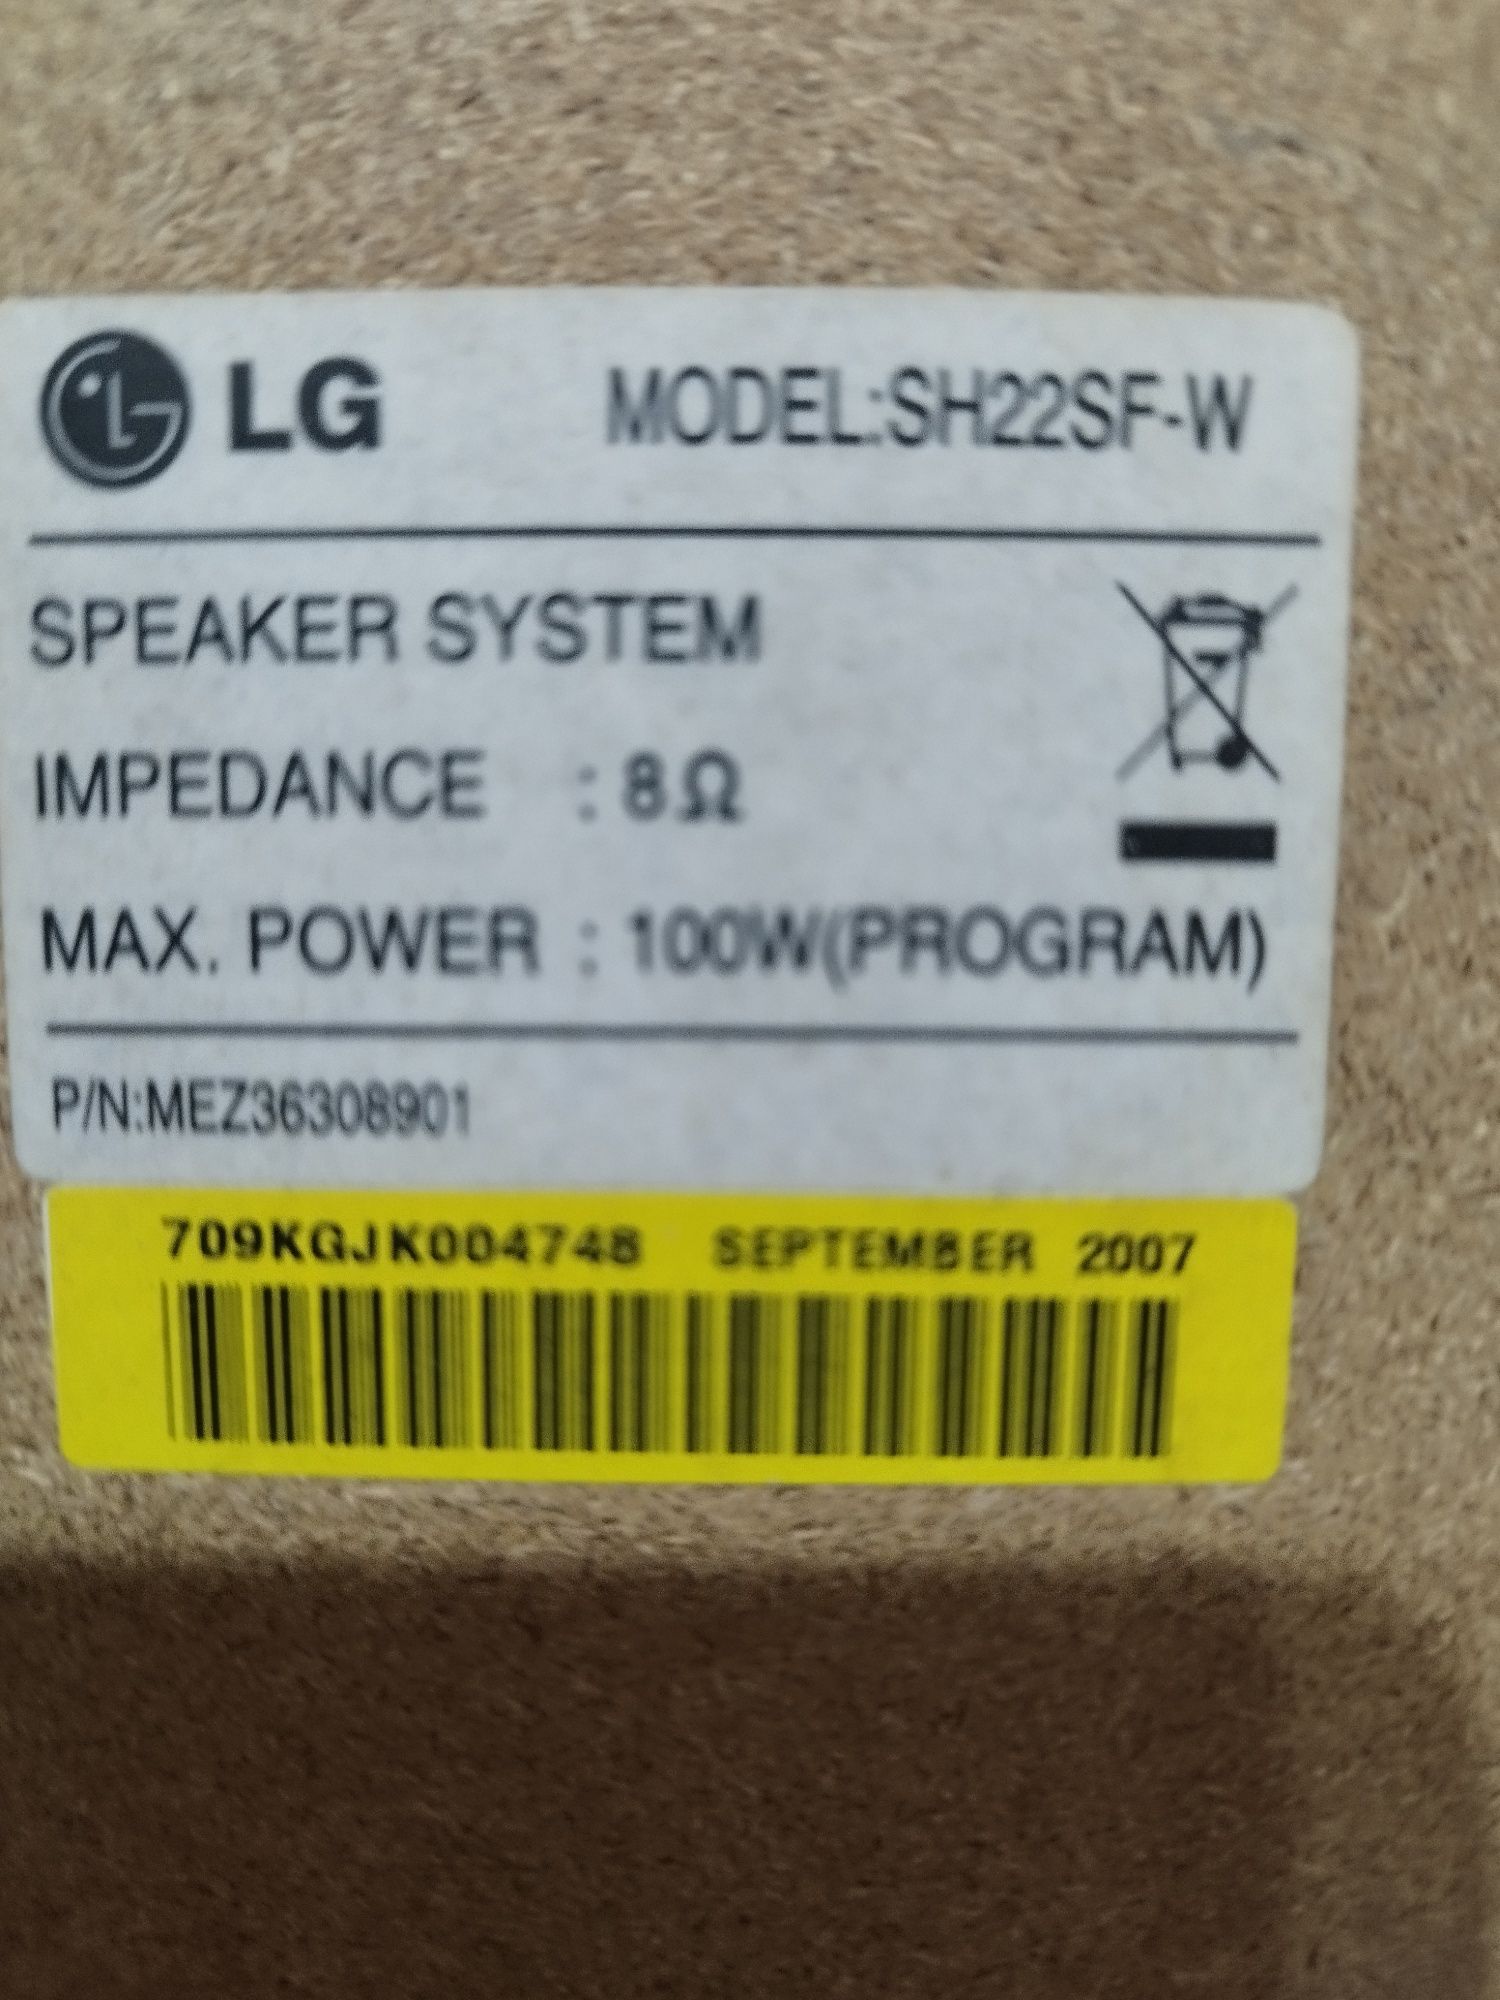 LG MODEL:SH22SF-W
SPEAKER SYSTEM
IMPEDANCE : 8Ω
MAX. POWER : 100W(PROGRAM)
P/N:MEZ36308901
709KGJK004748 SEPTEMBER 2007